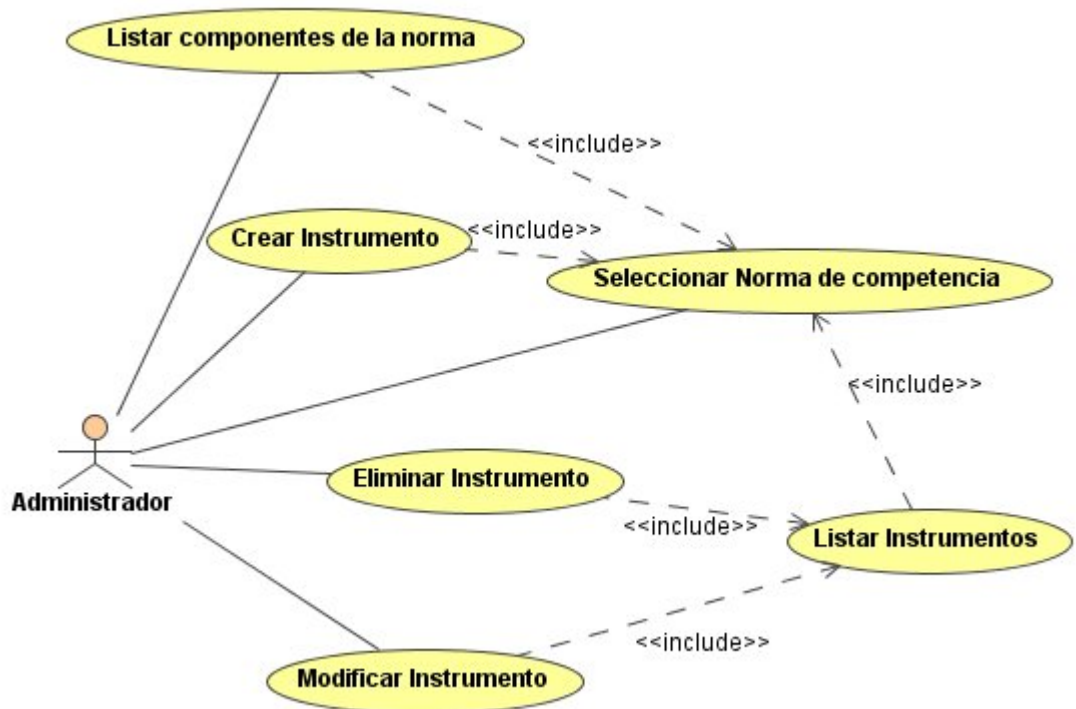 Listar componentes de la norma
<<include>>
Crear Instrumento
<<include>>
Seleccionar Norma de competencia
<<include>>
Eliminar Instrumento
Administrador
<<include>>
Listar Instrumentos
<<include>>
Modificar Instrumento